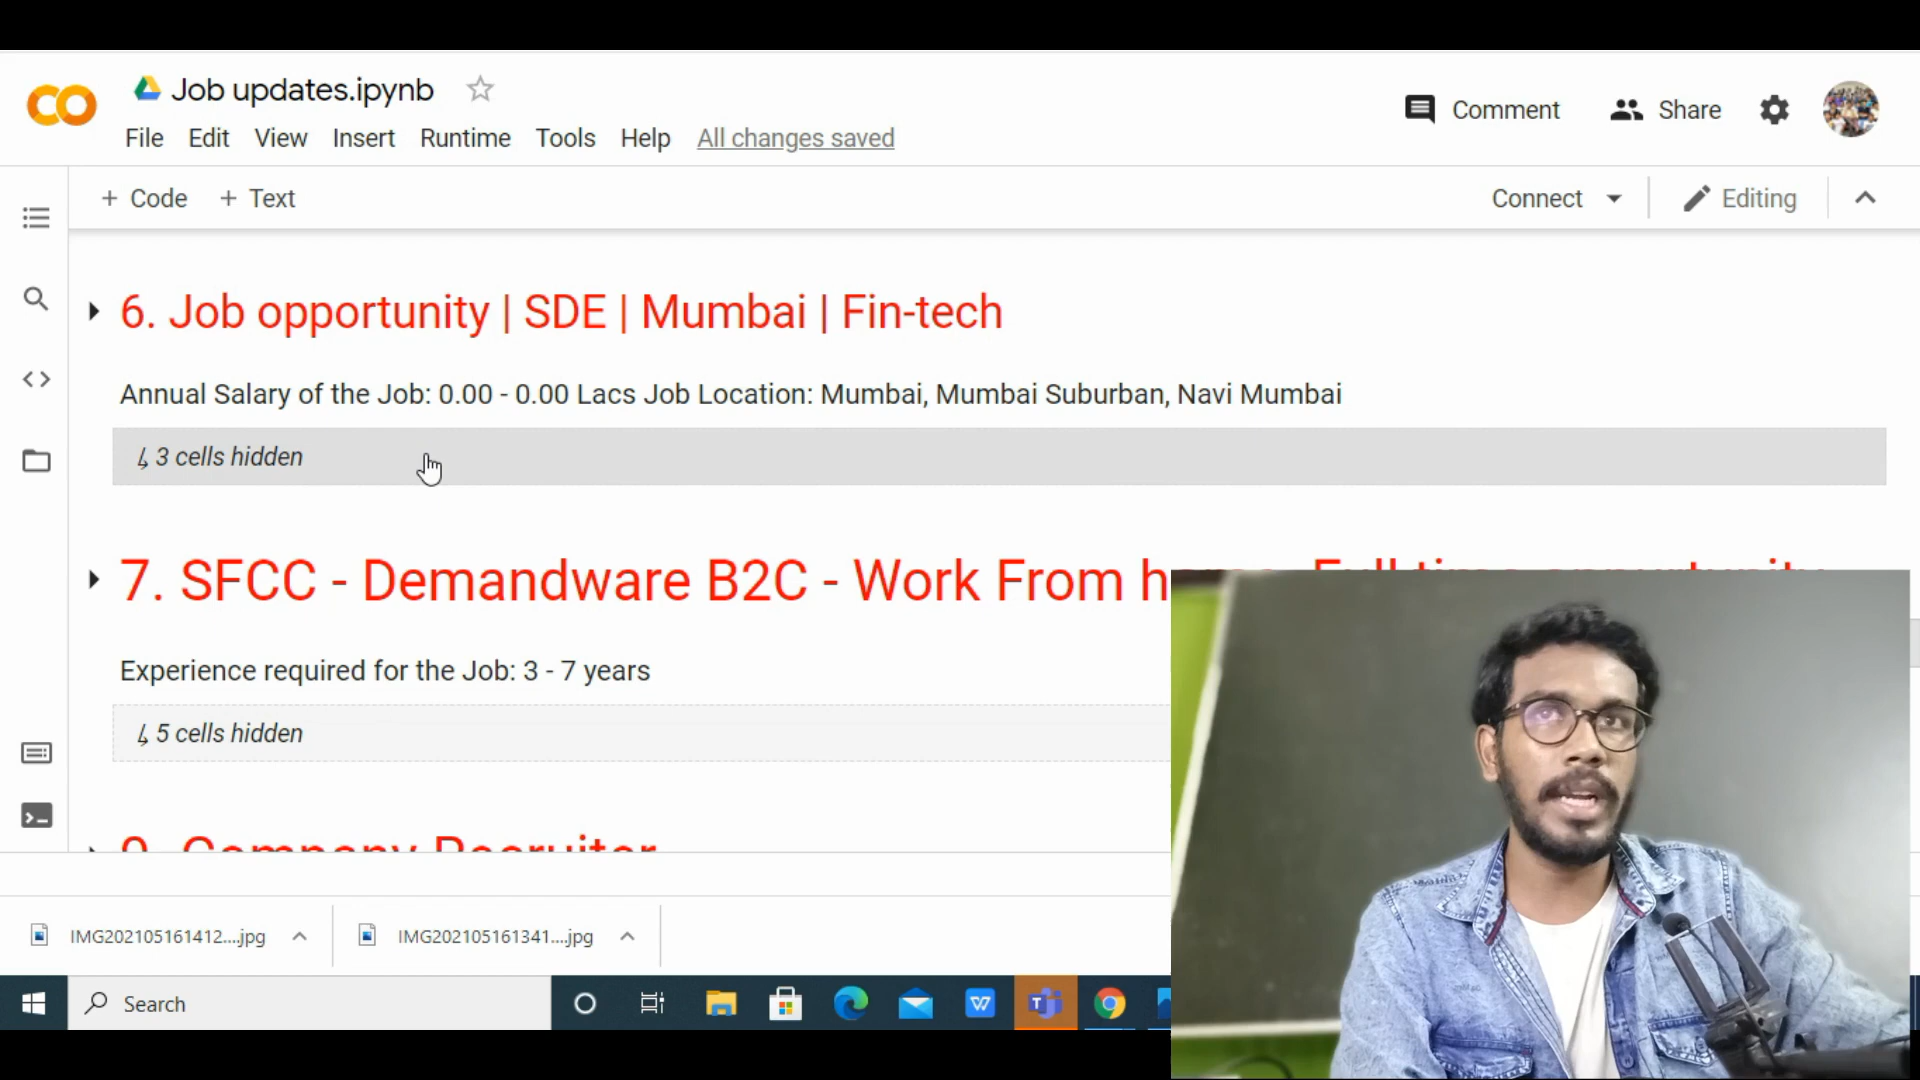 Job updates.ipynb
Comment
Share
File Edit View Insert Runtime Tools Help All changes saved
+ Code + Text
Connect
Editing
6. Job opportunity | SDE | Mumbai | Fin-tech
Annual Salary of the Job: 0.00 - 0.00 Lacs Job Location: Mumbai, Mumbai Suburban, Navi Mumbai
↳ 3 cells hidden
7. SFCC - Demandware B2C - Work From
Experience required for the Job: 3 - 7 years
↳ 5 cells hidden
Company Recruiter
IMG202105161412....jpg
IMG202105161341....jpg
Search